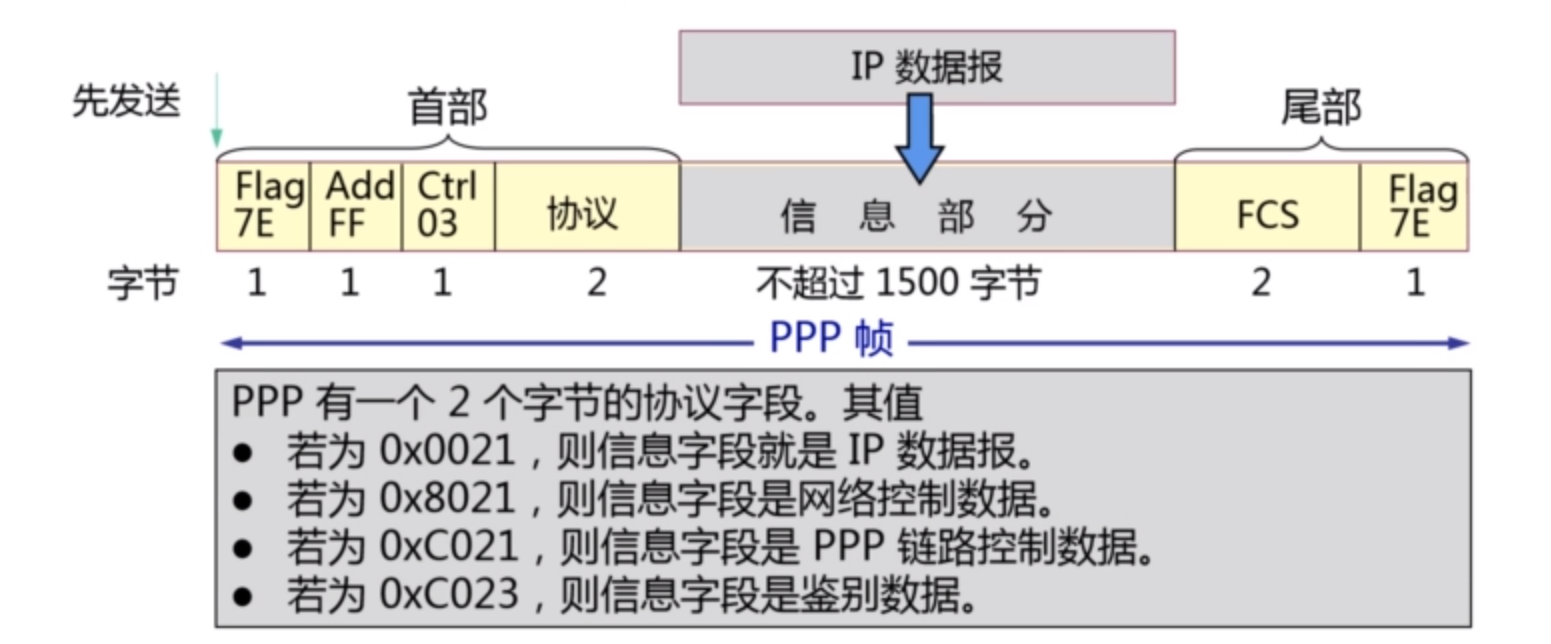 IP 数据报
先发送
首部
尾部
Flag 7E
Add FF
Ctrl 03
协议
信 息 部 分
FCS
Flag 7E
字节 1 1 1 2 不超过 1500 字节 2 1
PPP 帧
PPP 有一个 2 个字节的协议字段。其值
● 若为 0x0021，则信息字段就是 IP 数据报。
● 若为 0x8021，则信息字段是网络控制数据。
● 若为 0xC021，则信息字段是 PPP 链路控制数据。
● 若为 0xC023，则信息字段是鉴别数据。